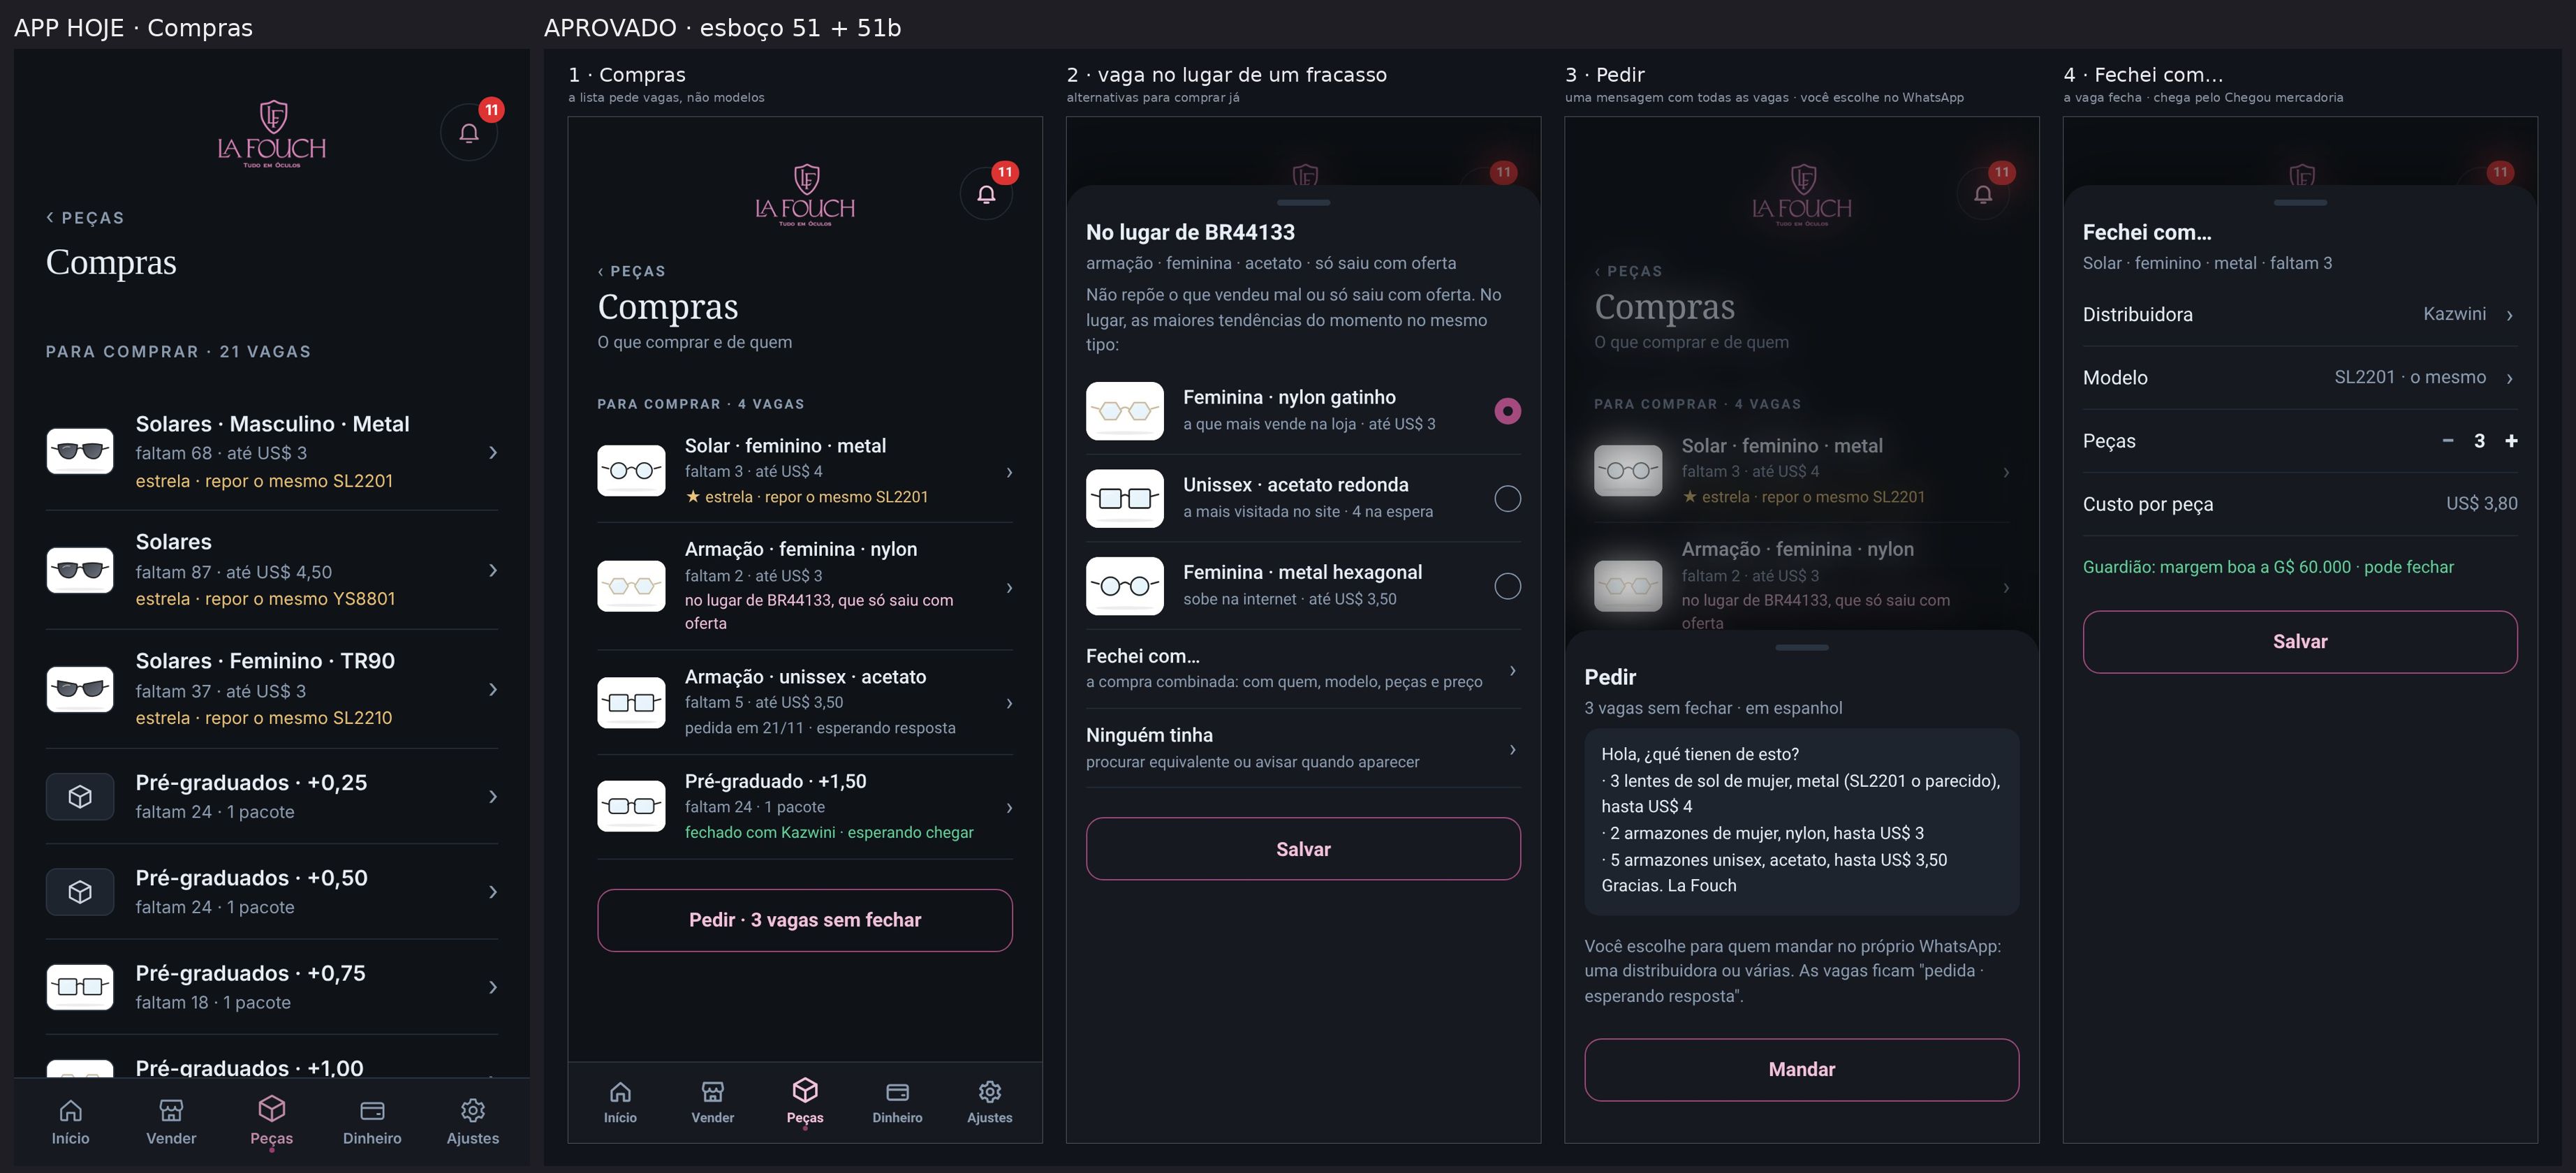 APP HOJE · Compras
LA FOUCH
TUDO EM ÓCULOS
11
‹ PEÇAS
Compras
PARA COMPRAR · 21 VAGAS
Solares · Masculino · Metal
faltam 68 · até US$ 3
estrela · repor o mesmo SL2201
Solares
faltam 87 · até US$ 4,50
estrela · repor o mesmo YS8801
Solares · Feminino · TR90
faltam 37 · até US$ 3
estrela · repor o mesmo SL2210
Pré-graduados · +0,25
faltam 24 · 1 pacote
Pré-graduados · +0,50
faltam 24 · 1 pacote
Pré-graduados · +0,75
faltam 18 · 1 pacote
Pré-graduados · +1,00
Início
Vender
Peças
Dinheiro
Ajustes
APROVADO · esboço 51 + 51b
1 · Compras
a lista pede vagas, não modelos
LA FOUCH
TUDO EM ÓCULOS
11
‹ PEÇAS
Compras
O que comprar e de quem
PARA COMPRAR · 4 VAGAS
Solar · feminino · metal
faltam 3 · até US$ 4
★ estrela · repor o mesmo SL2201
Armação · feminina · nylon
faltam 2 · até US$ 3
no lugar de BR44133, que só saiu com
oferta
Armação · unissex · acetato
faltam 5 · até US$ 3,50
pedida em 21/11 · esperando resposta
Pré-graduado · +1,50
faltam 24 · 1 pacote
fechado com Kazwini · esperando chegar
Pedir · 3 vagas sem fechar
Início
Vender
Peças
Dinheiro
Ajustes
2 · vaga no lugar de um fracasso
alternativas para comprar já
11
No lugar de BR44133
armação · feminina · acetato · só saiu com oferta
Não repõe o que vendeu mal ou só saiu com oferta. No
lugar, as maiores tendências do momento no mesmo
tipo:
Feminina · nylon gatinho
a que mais vende na loja · até US$ 3
Unissex · acetato redonda
a mais visitada no site · 4 na espera
Feminina · metal hexagonal
sobe na internet · até US$ 3,50
Fechei com…
a compra combinada: com quem, modelo, peças e preço
Ninguém tinha
procurar equivalente ou avisar quando aparecer
Salvar
3 · Pedir
uma mensagem com todas as vagas · você escolhe no WhatsApp
LA FOUCH
TUDO EM ÓCULOS
11
‹ PEÇAS
Compras
O que comprar e de quem
PARA COMPRAR · 4 VAGAS
Solar · feminino · metal
faltam 3 · até US$ 4
★ estrela · repor o mesmo SL2201
Armação · feminina · nylon
faltam 2 · até US$ 3
no lugar de BR44133, que só saiu com
oferta
Pedir
3 vagas sem fechar · em espanhol
Hola, ¿qué tienen de esto?
· 3 lentes de sol de mujer, metal (SL2201 o parecido),
hasta US$ 4
· 2 armazones de mujer, nylon, hasta US$ 3
· 5 armazones unisex, acetato, hasta US$ 3,50
Gracias. La Fouch
Você escolhe para quem mandar no próprio WhatsApp:
uma distribuidora ou várias. As vagas ficam "pedida ·
esperando resposta".
Mandar
4 · Fechei com…
a vaga fecha · chega pelo Chegou mercadoria
11
Fechei com…
Solar · feminino · metal · faltam 3
Distribuidora
Kazwini ›
Modelo
SL2201 · o mesmo ›
Peças
− 3 +
Custo por peça
US$ 3,80
Guardião: margem boa a G$ 60.000 · pode fechar
Salvar